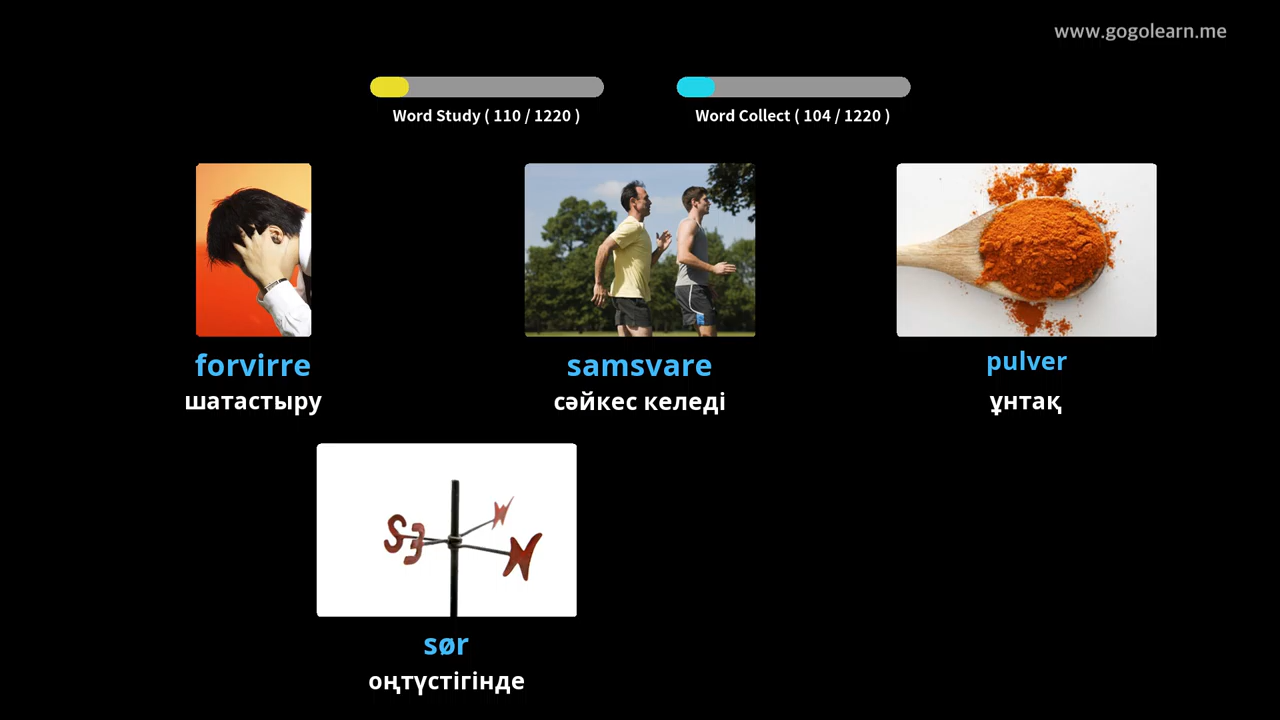 www.gogolearn.me
Word Study ( 110 / 1220 )
Word Collect ( 104 / 1220 )
forvirre
шатастыру
samsvare
сәйкес келеді
pulver
ұнтақ
S
E
W
N
sør
оңтүстігінде